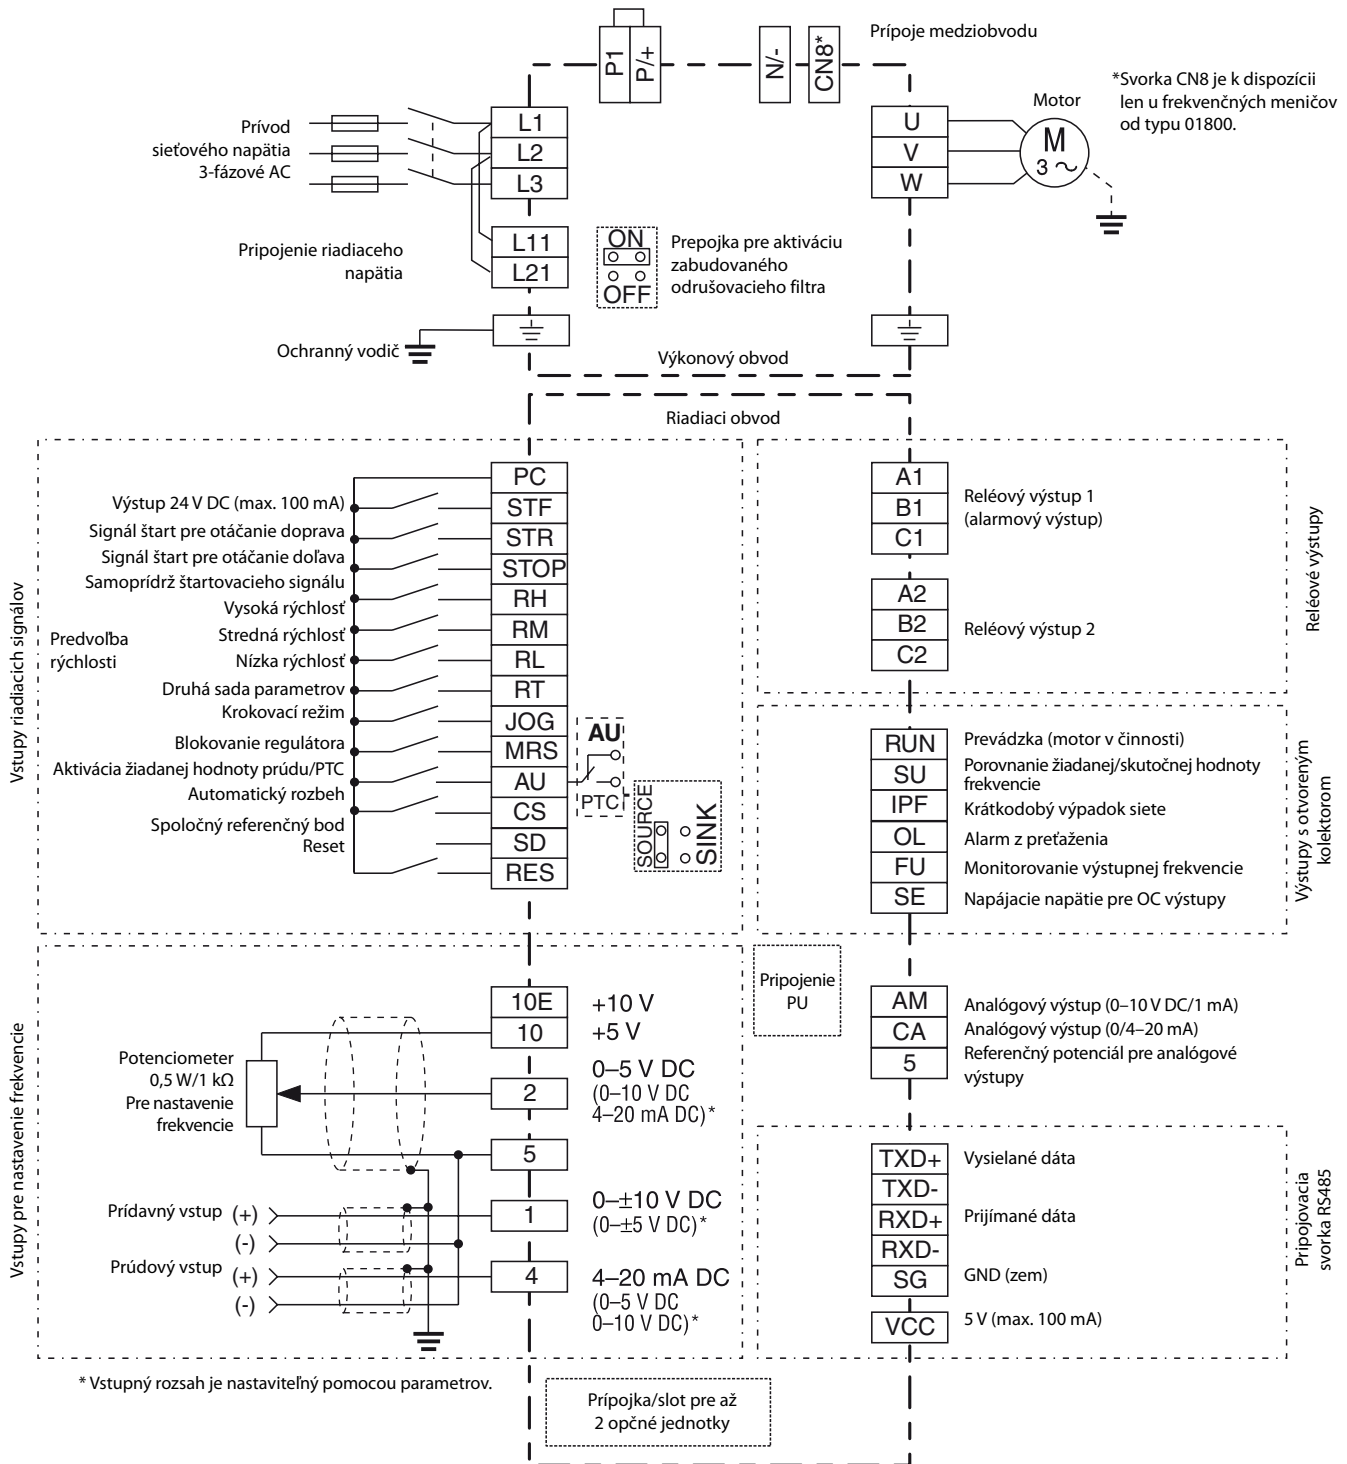 Prípoje medziobvodu
P1
P/+
N/-
CN8*
*Svorka CN8 je k dispozícii
len u frekvenčných meničov
od typu 01800.
Prívod
sieťového napätia
3-fázové AC
L1
L2
L3
U
V
W
Motor
M
3 ~
Pripojenie riadiaceho
napätia
L11
L21
ON
OFF
Prepojka pre aktiváciu
zabudovaného
odrušovacieho filtra
Ochranný vodič
Výkonový obvod
Riadiaci obvod
Vstupy riadiacich signálov
Predvoľba
rýchlosti
Výstup 24 V DC (max. 100 mA)
Signál štart pre otáčanie doprava
Signál štart pre otáčanie doľava
Samoprídrž štartovacieho signálu
Vysoká rýchlosť
Stredná rýchlosť
Nízka rýchlosť
Druhá sada parametrov
Krokovací režim
Blokovanie regulátora
Aktivácia žiadanej hodnoty prúdu/PTC
Automatický rozbeh
Spoločný referenčný bod
Reset
PC
STF
STR
STOP
RH
RM
RL
RT
JOG
MRS
AU
CS
SD
RES
AU
PTC
SOURCE
SINK
A1
B1
C1
Reléový výstup 1
(alarmový výstup)
A2
B2
C2
Reléový výstup 2
Reléové výstupy
RUN
SU
IPF
OL
FU
SE
Prevádzka (motor v činnosti)
Porovnanie žiadanej/skutočnej hodnoty
frekvencie
Krátkodobý výpadok siete
Alarm z preťaženia
Monitorovanie výstupnej frekvencie
Napájacie napätie pre OC výstupy
Výstupy s otvoreným
kolektorom
Vstupy pre nastavenie frekvencie
Potenciometer
0,5 W/1 kΩ
Pre nastavenie
frekvencie
10E
10
2
5
1
4
+10 V
+5 V
0–5 V DC
(0–10 V DC
4–20 mA DC)*
0–±10 V DC
(0–±5 V DC)*
4–20 mA DC
(0–5 V DC
0–10 V DC)*
Prídavný vstup (+)
(-)
Prúdový vstup (+)
(-)
Pripojenie
PU
AM
CA
5
Analógový výstup (0–10 V DC/1 mA)
Analógový výstup (0/4–20 mA)
Referenčný potenciál pre analógové
výstupy
TXD+
TXD-
RXD+
RXD-
SG
VCC
Vysielané dáta
Prijímané dáta
GND (zem)
5 V (max. 100 mA)
Pripojovacia
svorka RS485
* Vstupný rozsah je nastaviteľný pomocou parametrov.
Prípojka/slot pre až
2 opčné jednotky